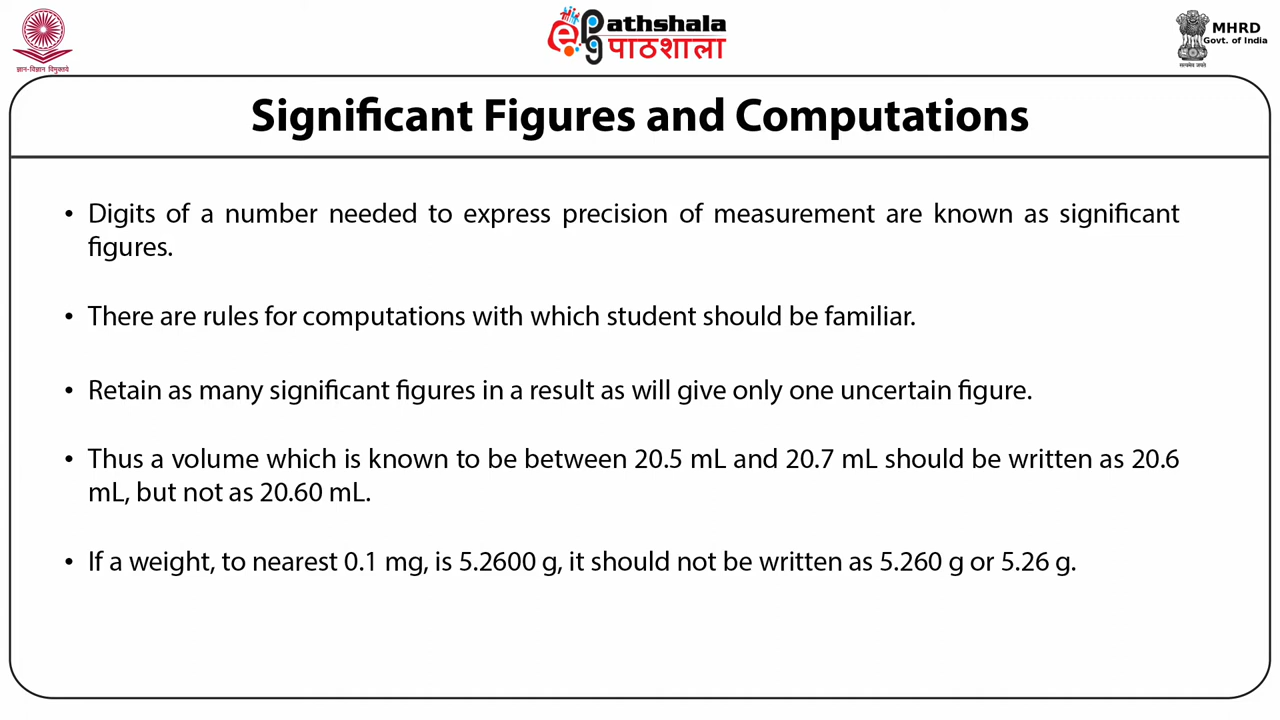 ज्ञान-विज्ञान विमुक्तये
Pathshala
पाठशाला
MHRD
Govt. of India
सत्यमेव जयते
Significant Figures and Computations
• Digits of a number needed to express precision of measurement are known as significant
figures.
• There are rules for computations with which student should be familiar.
• Retain as many significant figures in a result as will give only one uncertain figure.
• Thus a volume which is known to be between 20.5 mL and 20.7 mL should be written as 20.6
mL, but not as 20.60 mL.
• If a weight, to nearest 0.1 mg, is 5.2600 g, it should not be written as 5.260 g or 5.26 g.